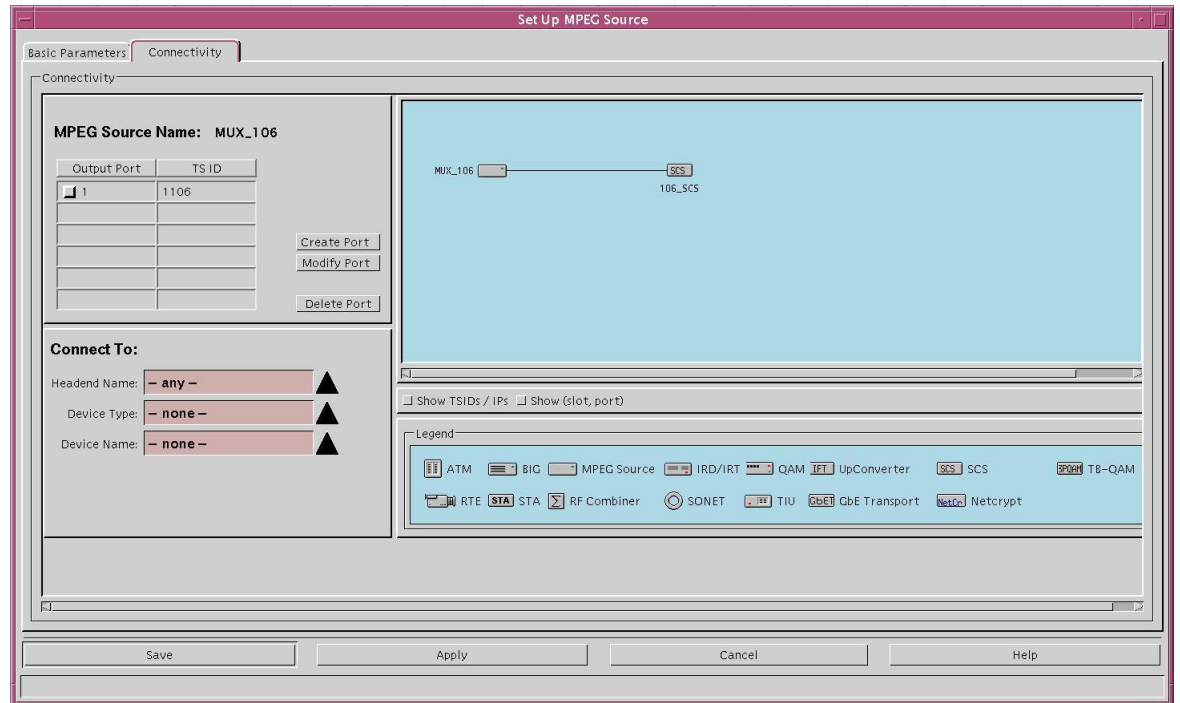 Set Up MPEG Source
Basic Parameters
Connectivity
Connectivity
MPEG Source Name: MUX_106
Output Port TS ID
1 1106
Create Port
Modify Port
Delete Port
Connect To:
Headend Name: – any –
Device Type: – none –
Device Name: – none –
MUX_106
SCS
106_SCS
Show TSIDs / IPs Show (slot, port)
Legend
ATM BIG MPEG Source IRD/IRT QAM IFT UpConverter SCS SCS TB-QAM
RTE STA STA Σ RF Combiner SONET TIU GbET GbE Transport NetCr Netcrypt
Save Apply Cancel Help